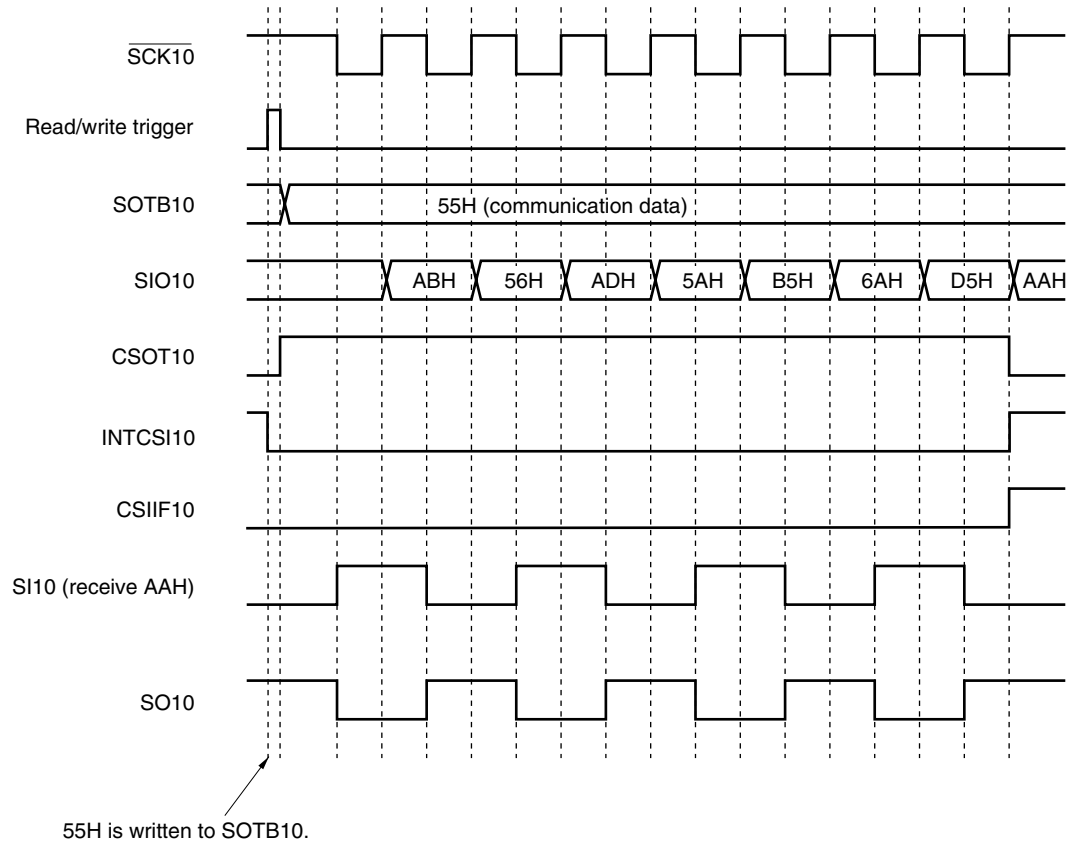 SCK10
Read/write trigger
SOTB10
55H (communication data)
SIO10
ABH 56H ADH 5AH B5H 6AH D5H AAH
CSOT10
INTCSI10
CSIIF10
SI10 (receive AAH)
SO10
55H is written to SOTB10.